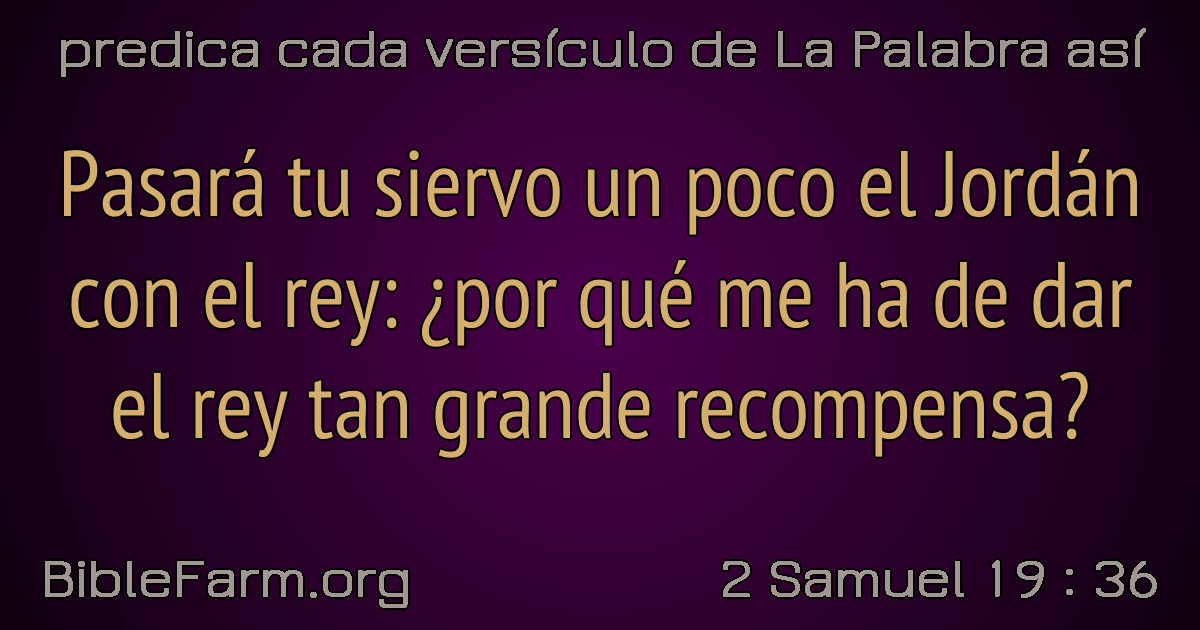 predica cada versículo de La Palabra así
Pasará tu siervo un poco el Jordán
con el rey: ¿por qué me ha de dar
el rey tan grande recompensa?
BibleFarm.org
2 Samuel 19 : 36